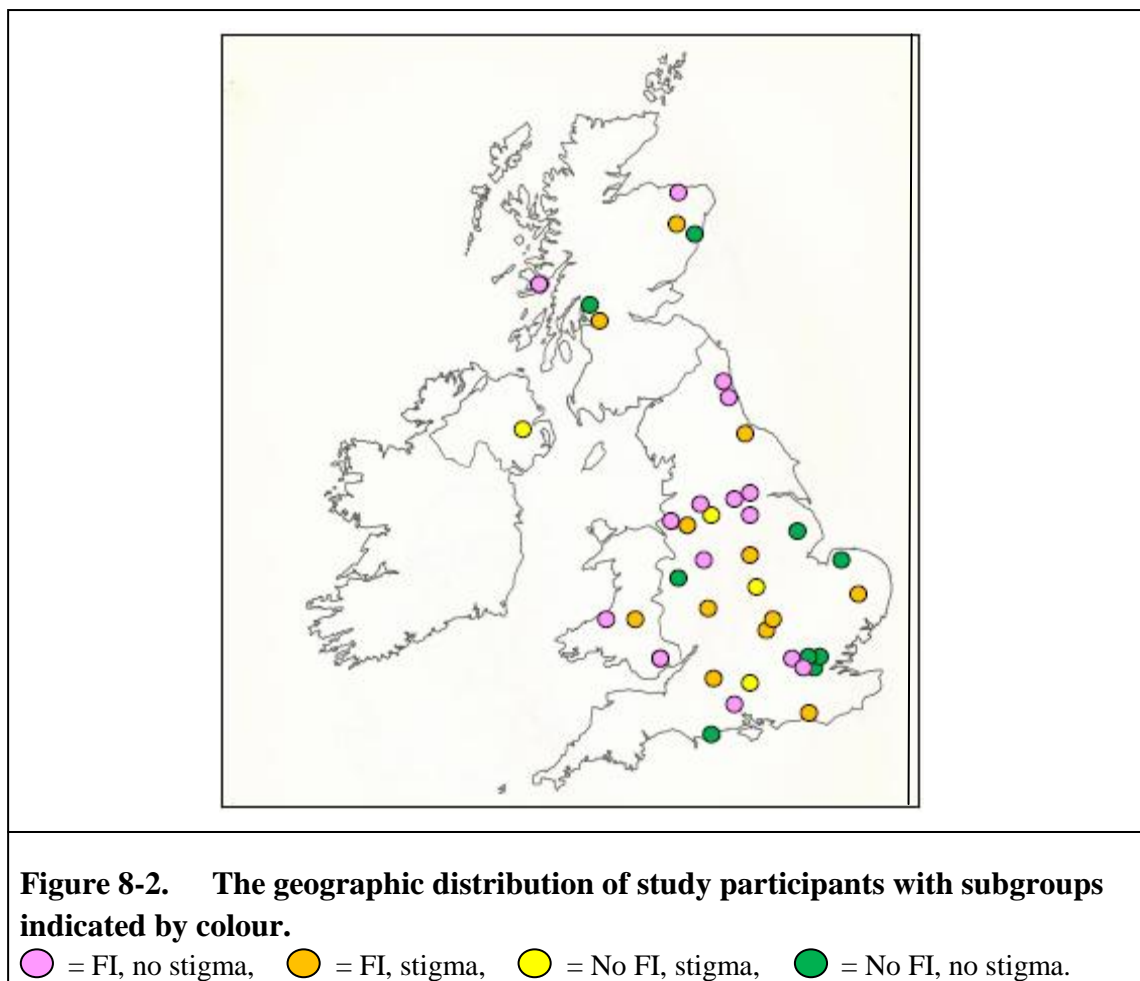 Figure 8-2. The geographic distribution of study participants with subgroups
indicated by colour.
= FI, no stigma, = FI, stigma, = No FI, stigma, = No FI, no stigma.